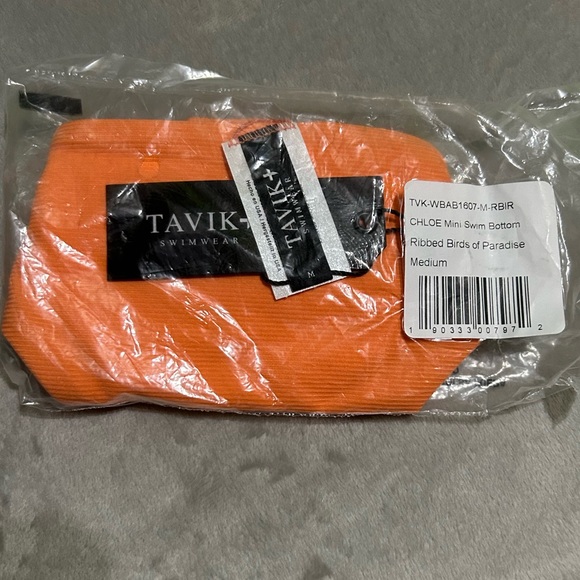 TAVIK+
SWIMWEAR
TAVIK+
SWIMWEAR
M
TVK-WBAB1607-M-RBIR
CHLOE Mini Swim Bottom
Ribbed Birds of Paradise
Medium
1 90333 00797 2